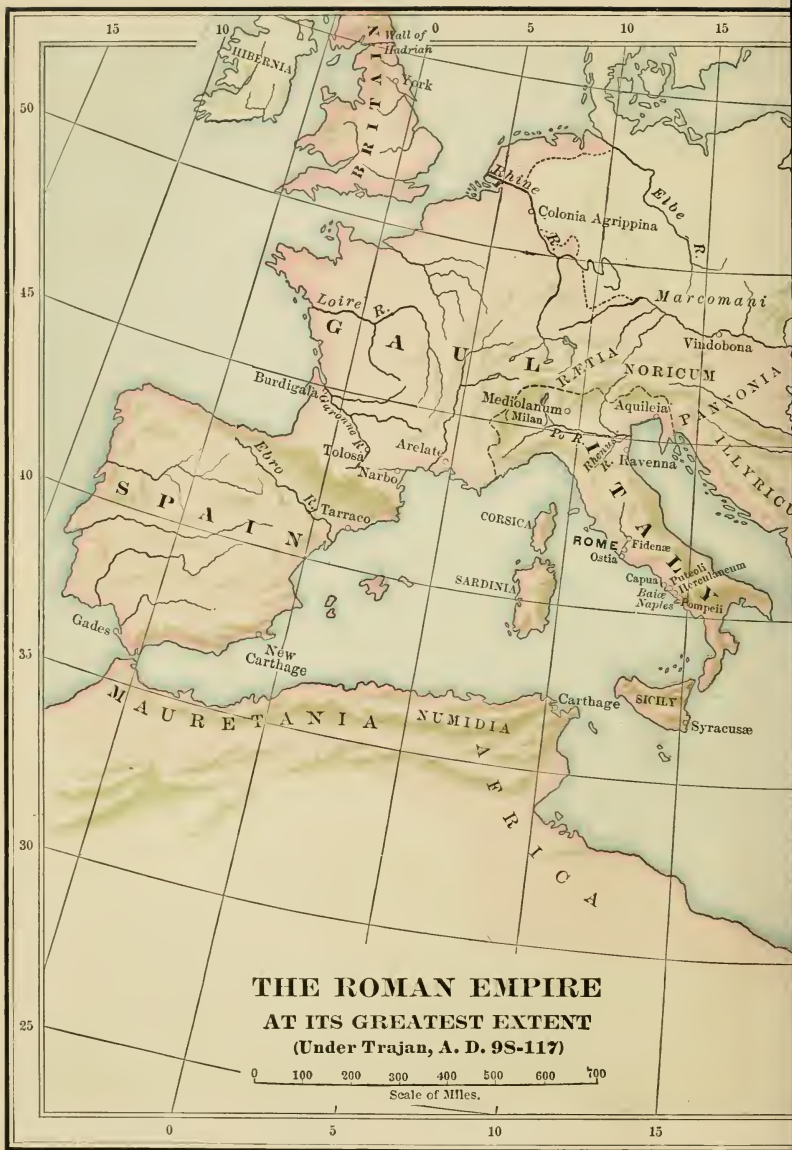 15
10
5
0
5
10
15
50
45
40
35
30
25
0
5
10
15
HIBERNIA
Wall of
Hadrian
York
BRITAIN
Rhine
R.
Elbe
R.
Colonia Agrippina
Marcomani
Loire R.
GAUL
Vindobona
RÆTIA
NORICUM
PANNONIA
Burdigala
Garonne R.
Mediolanum
Milan
Aquileia
ILLYRICU
Po R.
Rhenus
R.
Ravenna
Tolosa
Arelate
Narbo
Ebro
R.
Tarraco
SPAIN
ITALY
CORSICA
ROME
Fidenæ
Ostia
SARDINIA
Capua
Puteoli
Herculaneum
Baiæ
Naples
Pompeii
Gades
New
Carthage
MAURETANIA
NUMIDIA
Carthage
SICILY
Syracusæ
AFRICA
THE ROMAN EMPIRE
AT ITS GREATEST EXTENT
(Under Trajan, A. D. 98-117)
0 100 200 300 400 500 600 700
Scale of Miles.